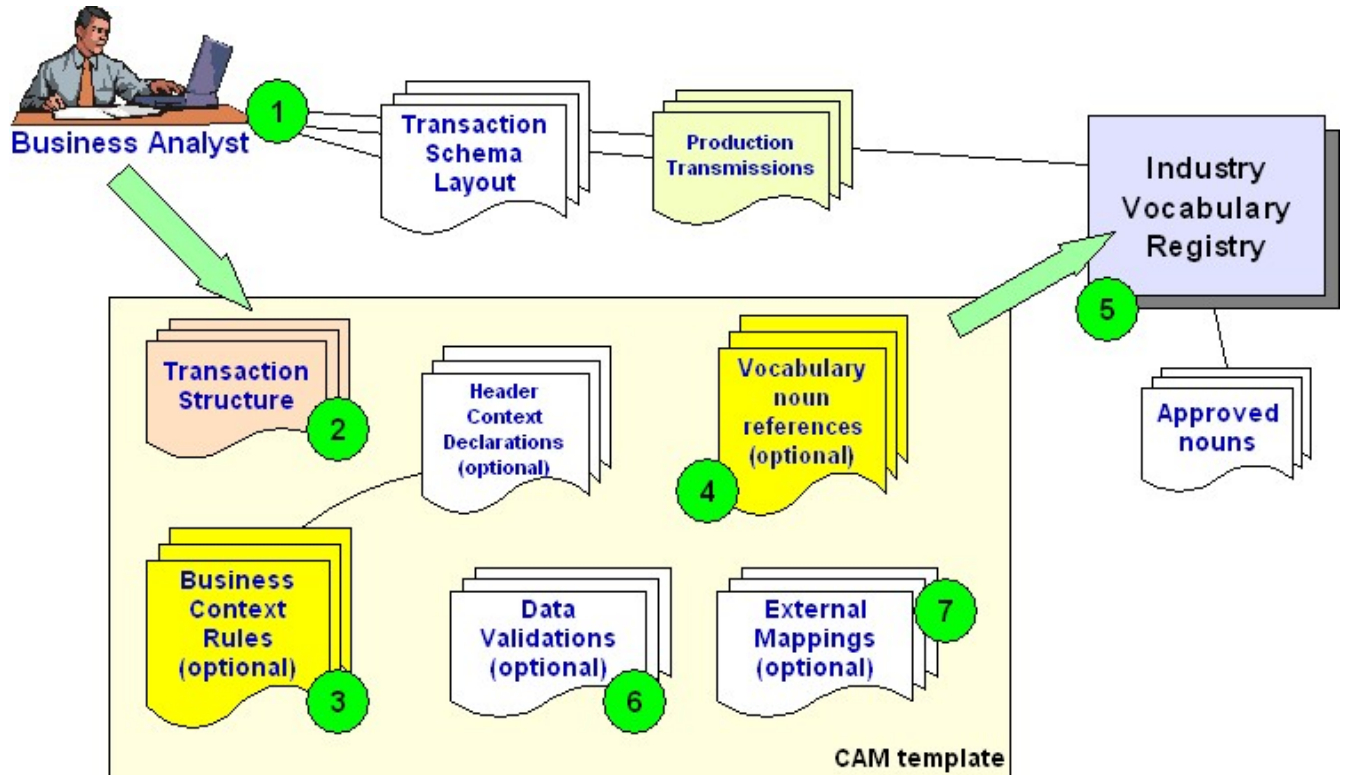 1
Business Analyst
Transaction
Schema
Layout
Production
Transmissions
Industry
Vocabulary
Registry
5
Approved
nouns
Transaction
Structure
2
Header
Context
Declarations
(optional)
Vocabulary
noun
references
(optional)
4
Business
Context
Rules
(optional)
3
Data
Validations
(optional)
6
External
Mappings
(optional)
7
CAM template